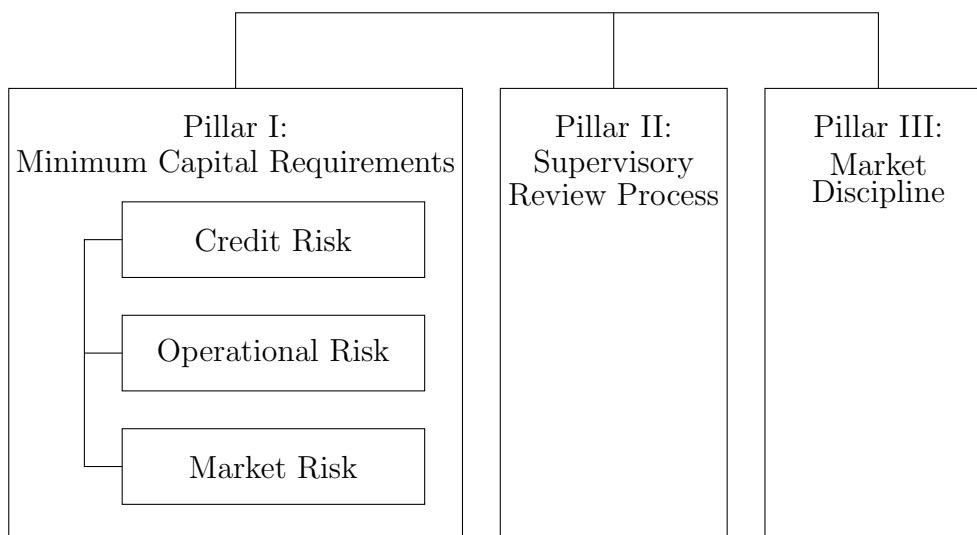 Pillar I:
Minimum Capital Requirements
Credit Risk
Operational Risk
Market Risk
Pillar II:
Supervisory
Review Process
Pillar III:
Market
Discipline